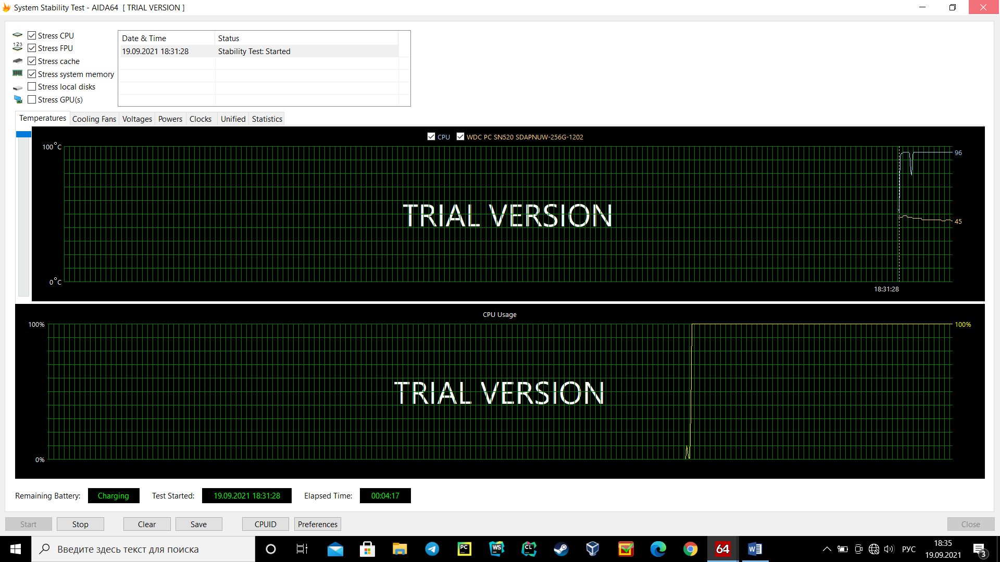 System Stability Test - AIDA64 [ TRIAL VERSION ]
Stress CPU
123
Stress FPU
Stress cache
Stress system memory
Stress local disks
Stress GPU(s)
Date & Time Status
19.09.2021 18:31:28 Stability Test: Started
Temperatures Cooling Fans Voltages Powers Clocks Unified Statistics
CPU WDC PC SN520 SDAPNUW-256G-1202
100°C
96
TRIAL VERSION
45
0°C
18:31:28
CPU Usage
100% 100%
TRIAL VERSION
0%
Remaining Battery: Charging Test Started: 19.09.2021 18:31:28 Elapsed Time: 00:04:17
Start Stop Clear Save CPUID Preferences Close
Введите здесь текст для поиска
PC WS CL 64 W РУС
18:35
19.09.2021
3